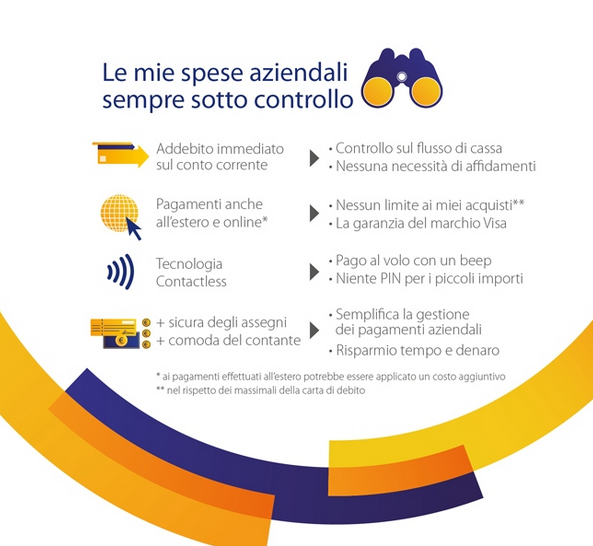 Le mie spese aziendali
sempre sotto controllo
Addebito immediato
sul conto corrente
• Controllo sul flusso di cassa
• Nessuna necessità di affidamenti
Pagamenti anche
all'estero e online*
• Nessun limite ai miei acquisti**
• La garanzia del marchio Visa
Tecnologia
Contactless
• Pago al volo con un beep
• Niente PIN per i piccoli importi
+ sicura degli assegni
+ comoda del contante
• Semplifica la gestione
dei pagamenti aziendali
• Risparmio tempo e denaro
* ai pagamenti effettuati all'estero potrebbe essere applicato un costo aggiuntivo
** nel rispetto dei massimali della carta di debito